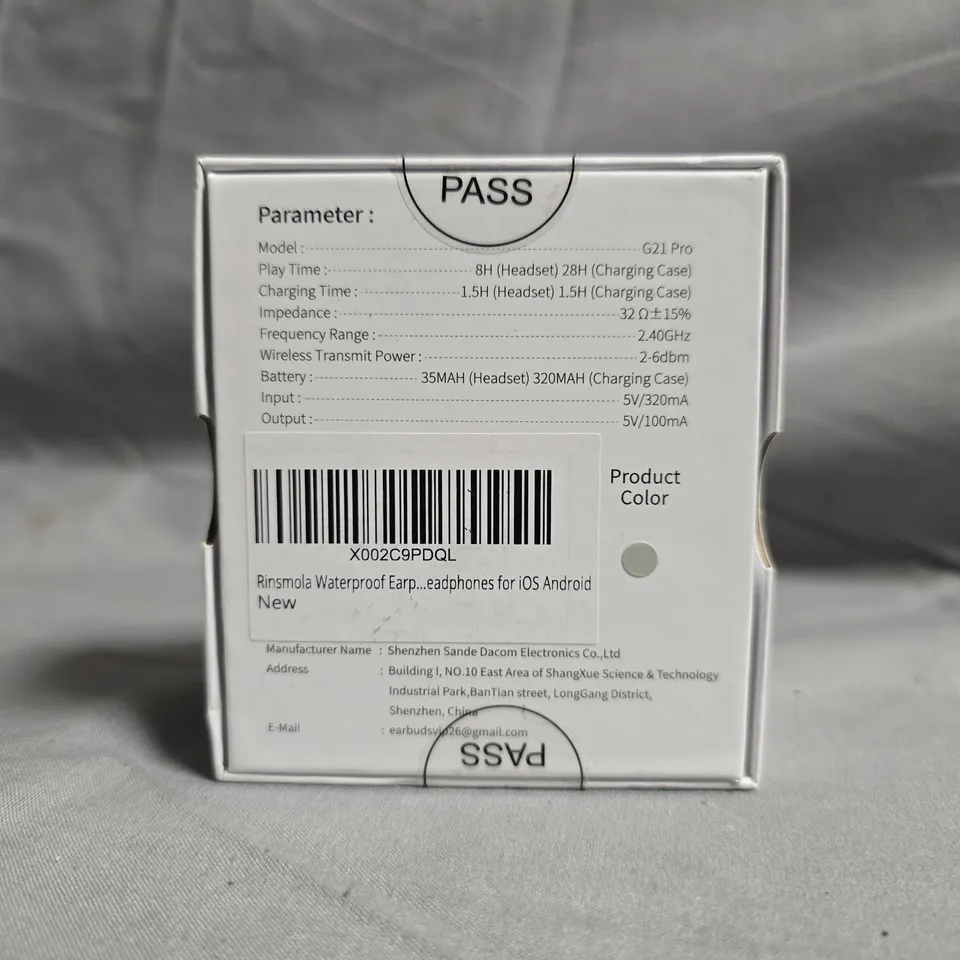 PASS
Parameter :
Model : G21 Pro
Play Time : 8H (Headset) 28H (Charging Case)
Charging Time : 1.5H (Headset) 1.5H (Charging Case)
Impedance : 32 Ω±15%
Frequency Range : 2.40GHz
Wireless Transmit Power : 2-6dbm
Battery : 35MAH (Headset) 320MAH (Charging Case)
Input : 5V/320mA
Output : 5V/100mA
X002C9PDQL
Rinsmola Waterproof Earp...eadphones for iOS Android
New
Product
Color
Manufacturer Name : Shenzhen Sande Dacom Electronics Co.,Ltd
Address : Building I, NO.10 East Area of ShangXue Science & Technology
Industrial Park,BanTian street, LongGang District,
Shenzhen, China
E-Mail : earbudsvip26@gmail.com
PASS